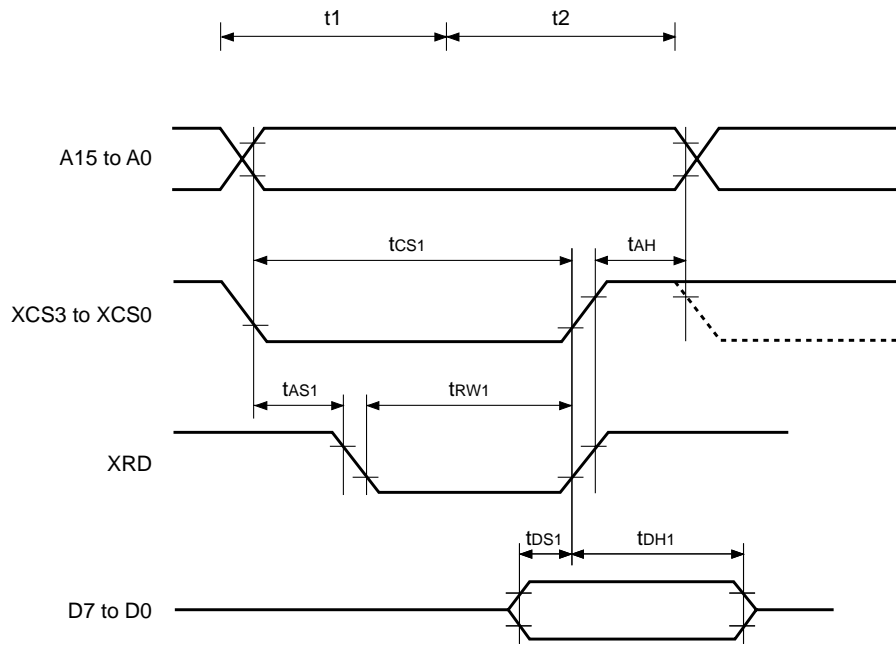 t1 t2
A15 to A0
tCS1 tAH
XCS3 to XCS0
tAS1 tRW1
XRD
tDS1 tDH1
D7 to D0